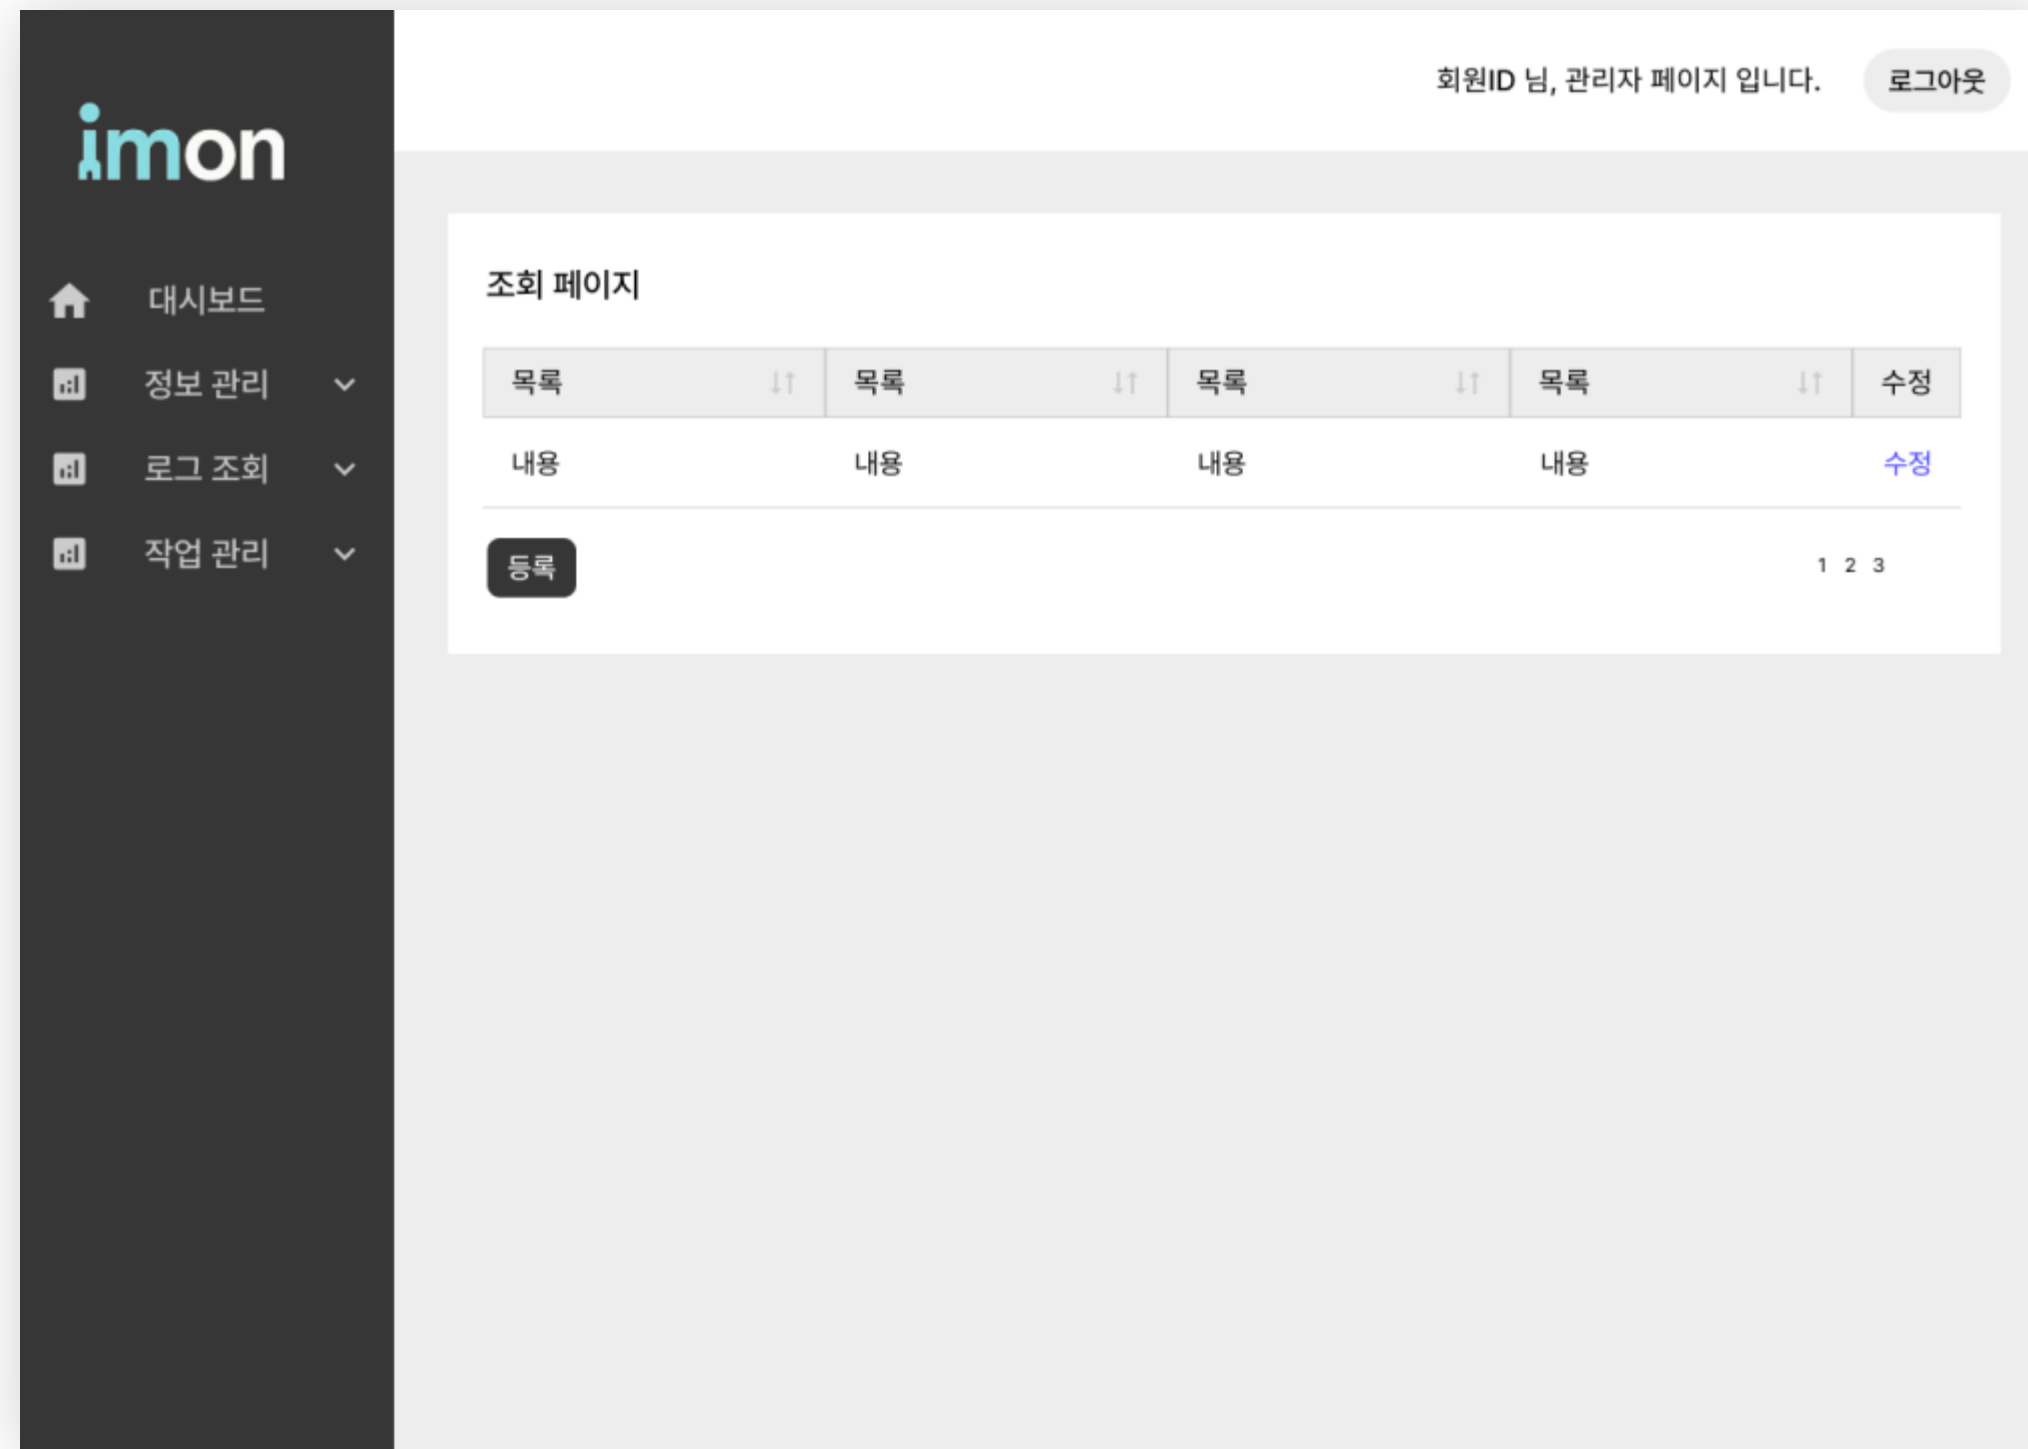 imon
회원ID 님, 관리자 페이지 입니다.
로그아웃
대시보드
정보 관리
로그 조회
작업 관리
조회 페이지
목록 목록 목록 목록 수정
내용 내용 내용 내용 수정
등록
1 2 3